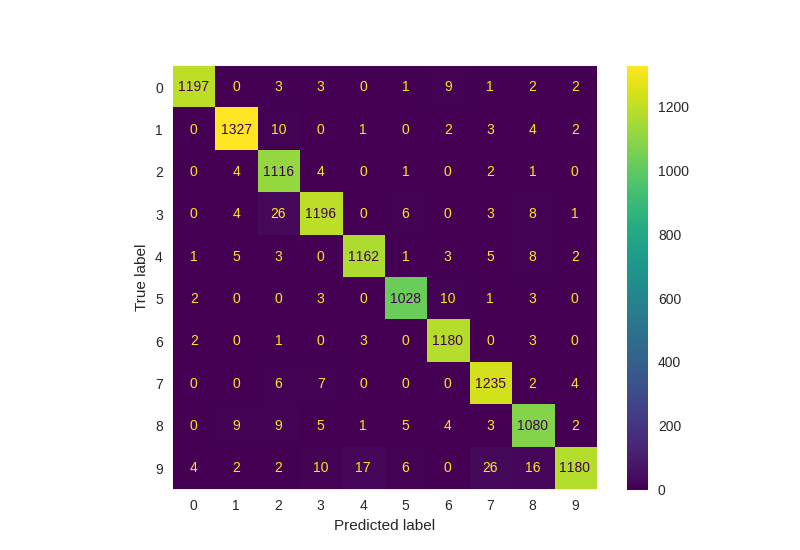 0 1197 0 3 3 0 1 9 1 2 2
1 0 1327 10 0 1 0 2 3 4 2
2 0 4 1116 4 0 1 0 2 1 0
3 0 4 26 1196 0 6 0 3 8 1
4 1 5 3 0 1162 1 3 5 8 2
5 2 0 0 3 0 1028 10 1 3 0
6 2 0 1 0 3 0 1180 0 3 0
7 0 0 6 7 0 0 0 1235 2 4
8 0 9 9 5 1 5 4 3 1080 2
9 4 2 2 10 17 6 0 26 16 1180
0 1 2 3 4 5 6 7 8 9
Predicted label
True label
1200
1000
800
600
400
200
0